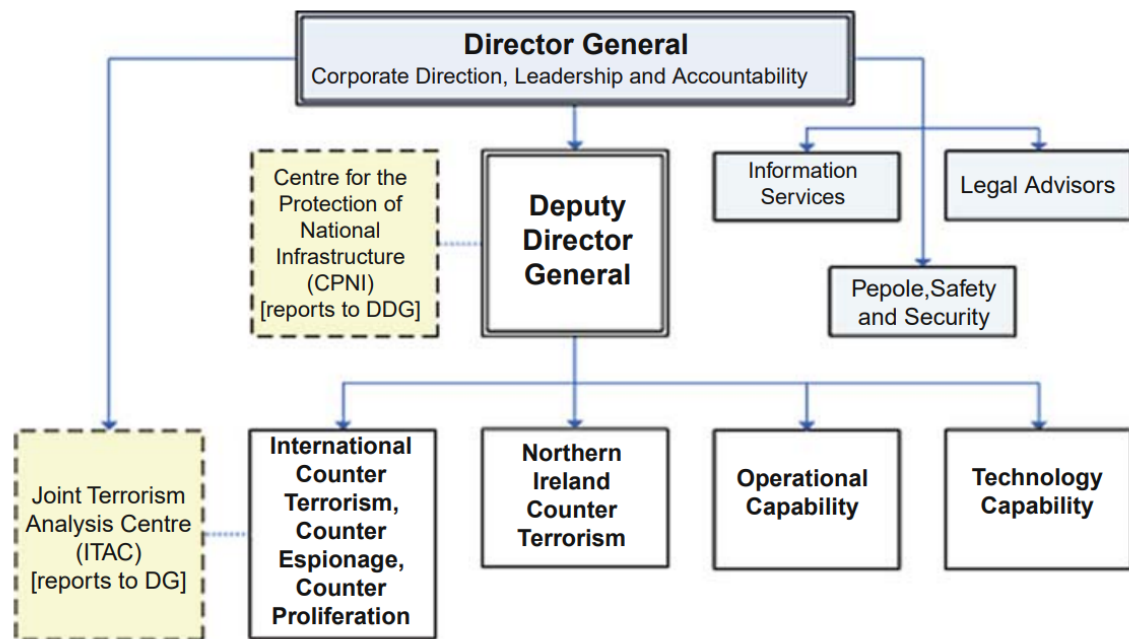 Director General
Corporate Direction, Leadership and Accountability
Centre for the
Protection of
National
Infrastructure
(CPNI)
[reports to DDG]
Deputy
Director
General
Information
Services
Legal Advisors
Pepole,Safety
and Security
Joint Terrorism
Analysis Centre
(ITAC)
[reports to DG]
International
Counter
Terrorism,
Counter
Espionage,
Counter
Proliferation
Northern
Ireland
Counter
Terrorism
Operational
Capability
Technology
Capability